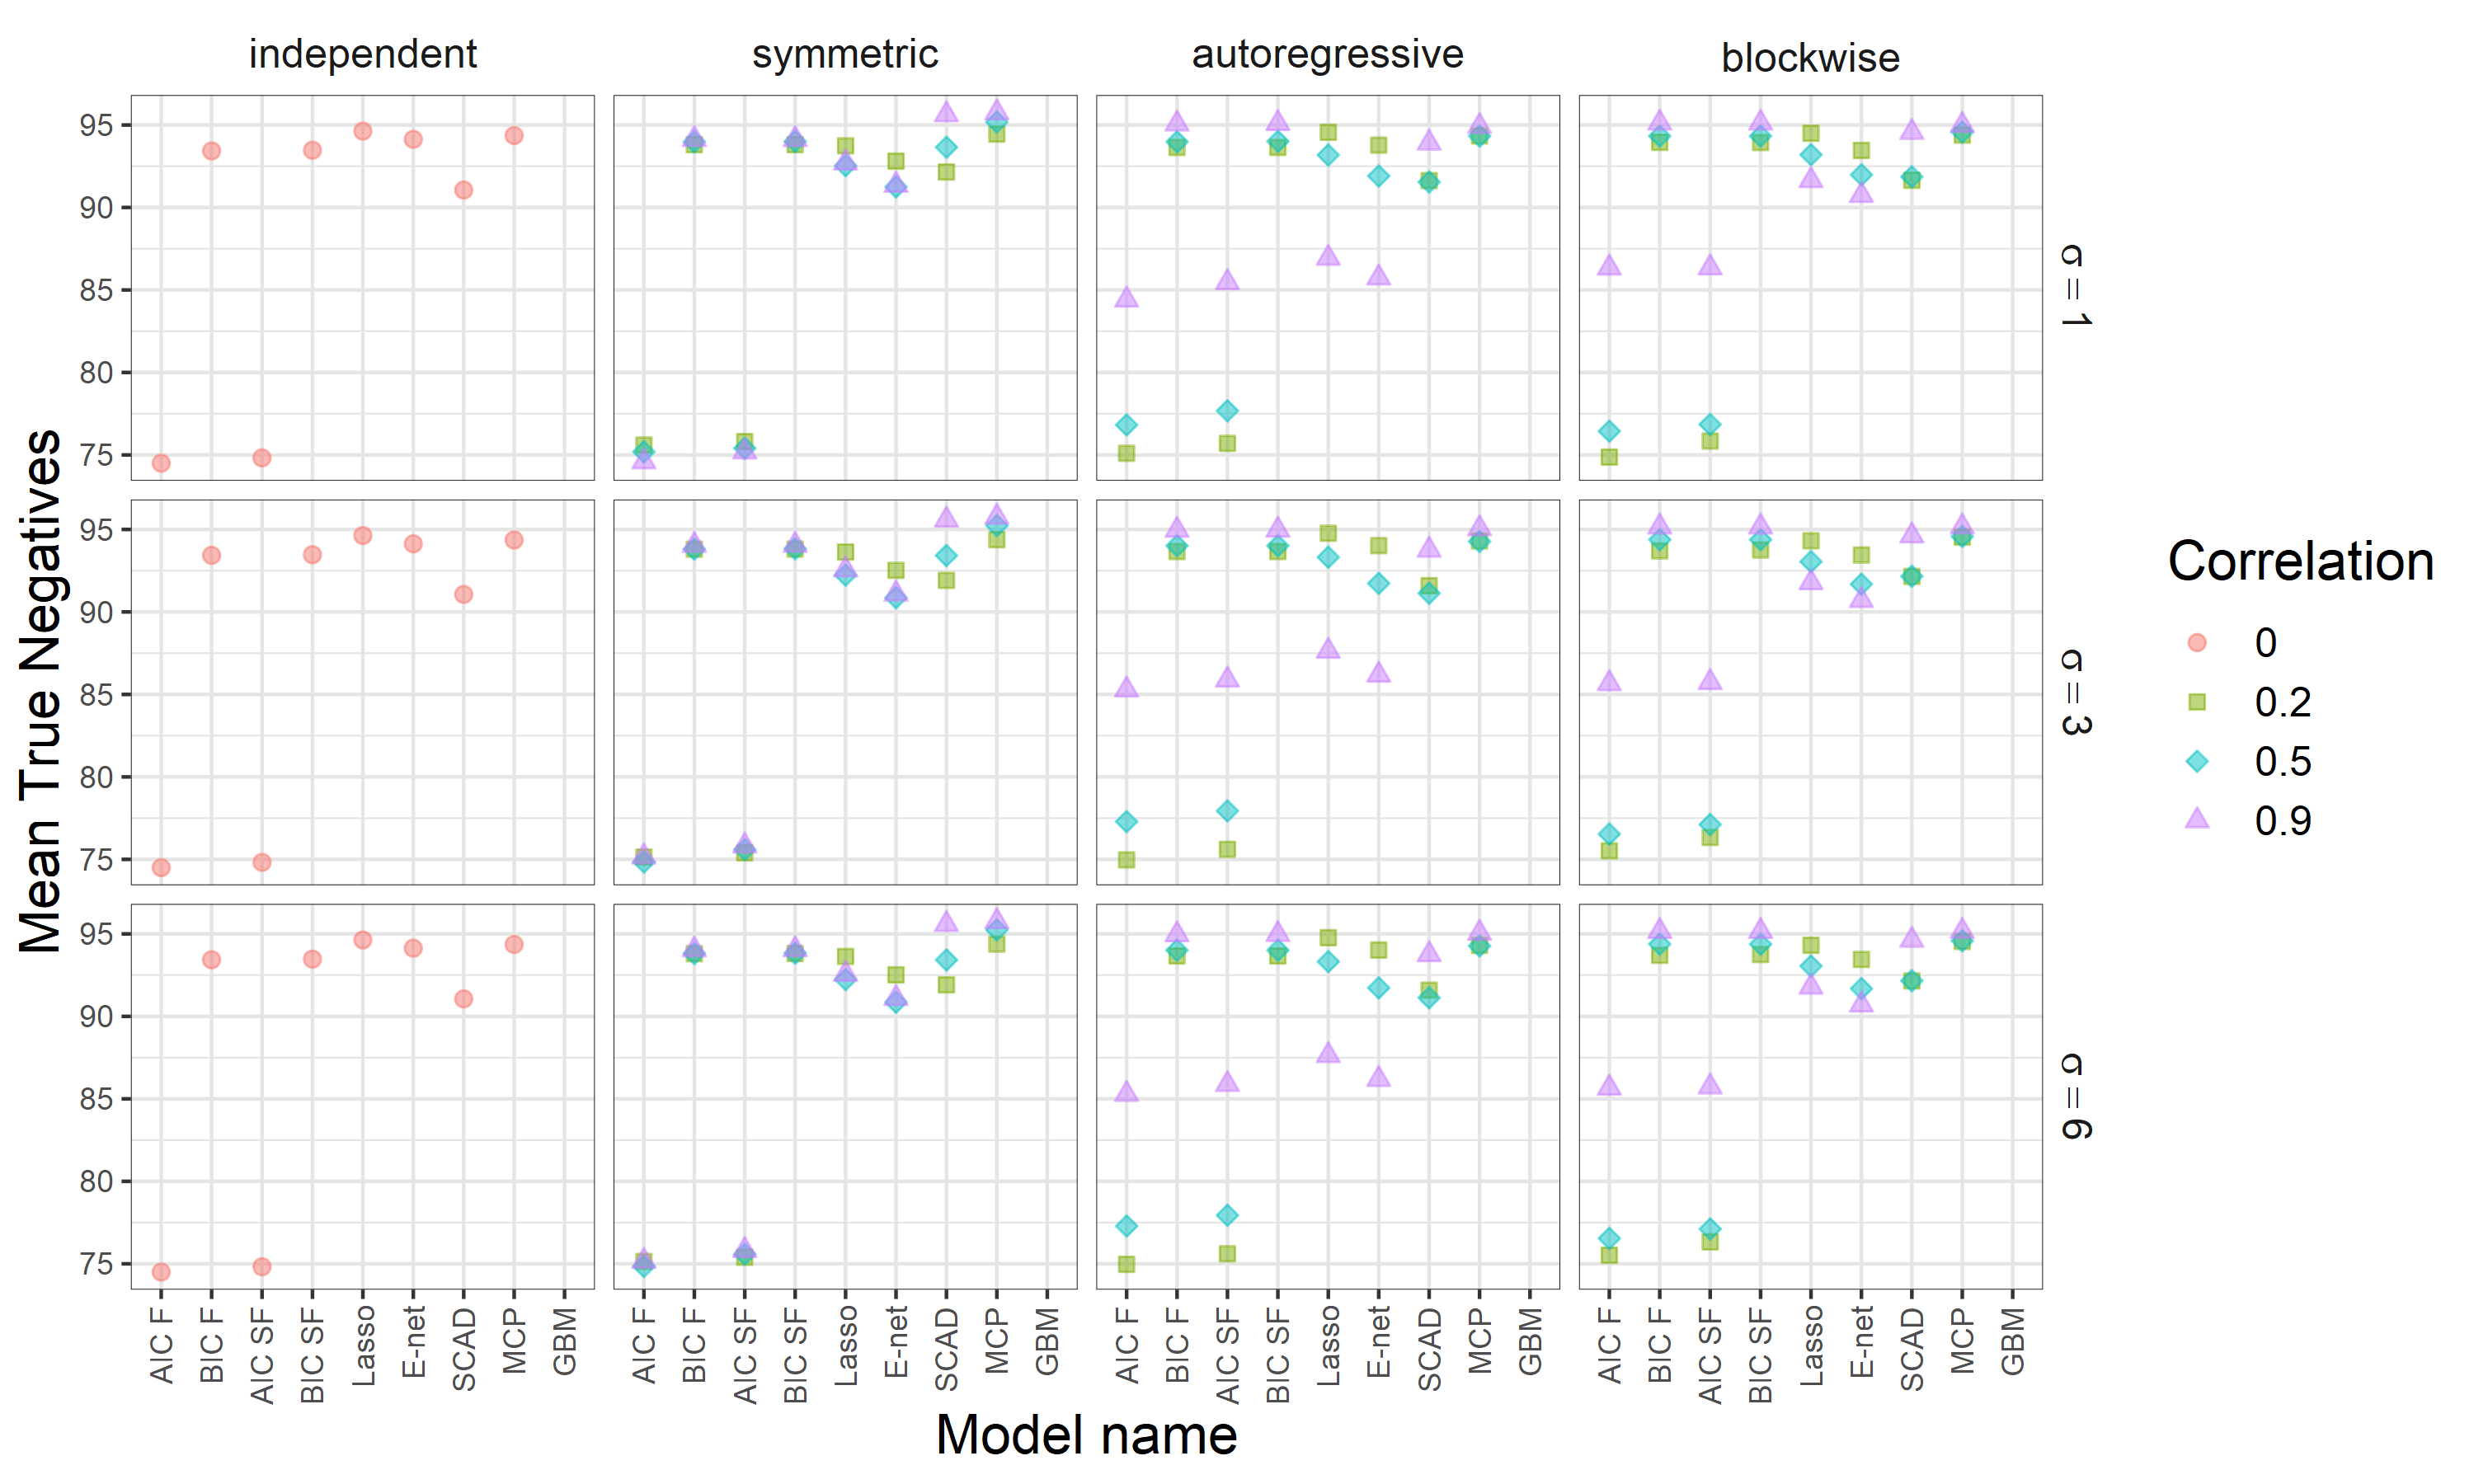 independent symmetric autoregressive blockwise
95
90
85
80
75
σ = 1
95
90
85
80
75
σ = 3
95
90
85
80
75
σ = 6
Mean True Negatives
AIC F BIC F AIC SF BIC SF Lasso E-net SCAD MCP GBM AIC F BIC F AIC SF BIC SF Lasso E-net SCAD MCP GBM AIC F BIC F AIC SF BIC SF Lasso E-net SCAD MCP GBM AIC F BIC F AIC SF BIC SF Lasso E-net SCAD MCP GBM
Model name
Correlation
0
0.2
0.5
0.9